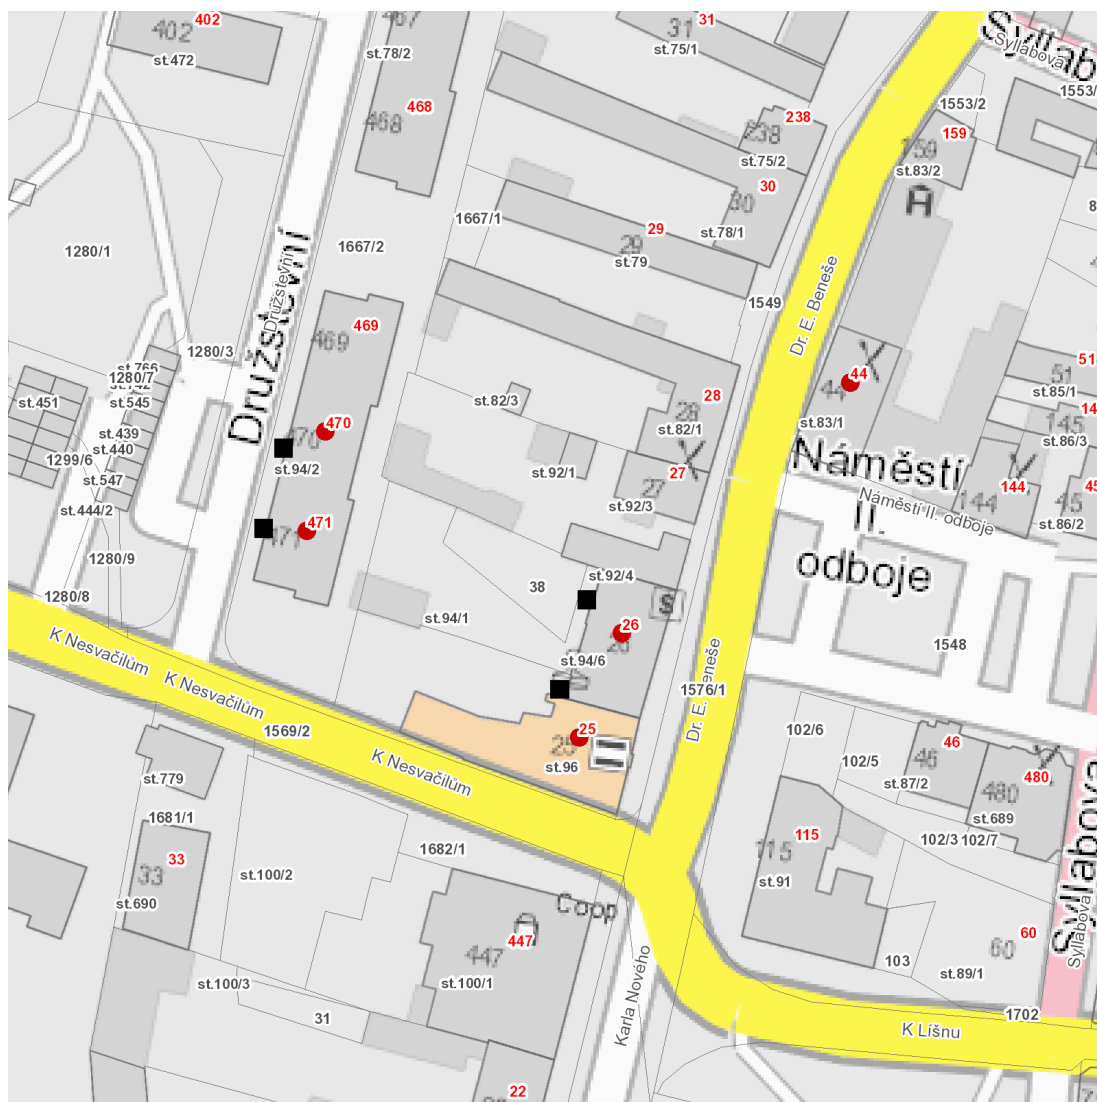 402
402
st.472
467
st.78/2
468
468
31
31
st.75/1
238
238
st.75/2
30
30
st.78/1
29
29
st.79
1667/1
1667/2
1280/1
Syllabova
Syllab
1553/2
1553/
159
159
st.83/2
1549
Dr. E. Beneše
Družstevní
Družstevní
469
469
1280/3
st.766
1280/7
st.545
st.451
st.439
st.440
1299/6
st.547
st.444/2
1280/9
1280/8
470
470
st.94/2
471
471
st.82/3
28
28
st.82/1
st.92/1
27
27
st.92/3
44
44
st.83/1
51
51
st.85/1
145
14
st.86/3
144
144
45
45
st.86/2
Náměstí
II.
odboje
Náměstí II. odboje
38
st.92/4
S
26
26
st.94/1
st.94/6
1548
1576/1
Dr. E. Beneše
K Nesvačilům
K Nesvačilům
K Nesvačilům
1569/2
25
25
st.96
102/6
102/5
46
46
st.87/2
480
480
st.689
102/3
102/7
115
115
st.91
st.779
1681/1
33
33
st.690
st.100/2
1682/1
Coop
447
447
st.100/1
st.100/3
31
22
Karla Nového
103
60
60
st.89/1
1702
K Líšnu
Syllabova
Syllabova